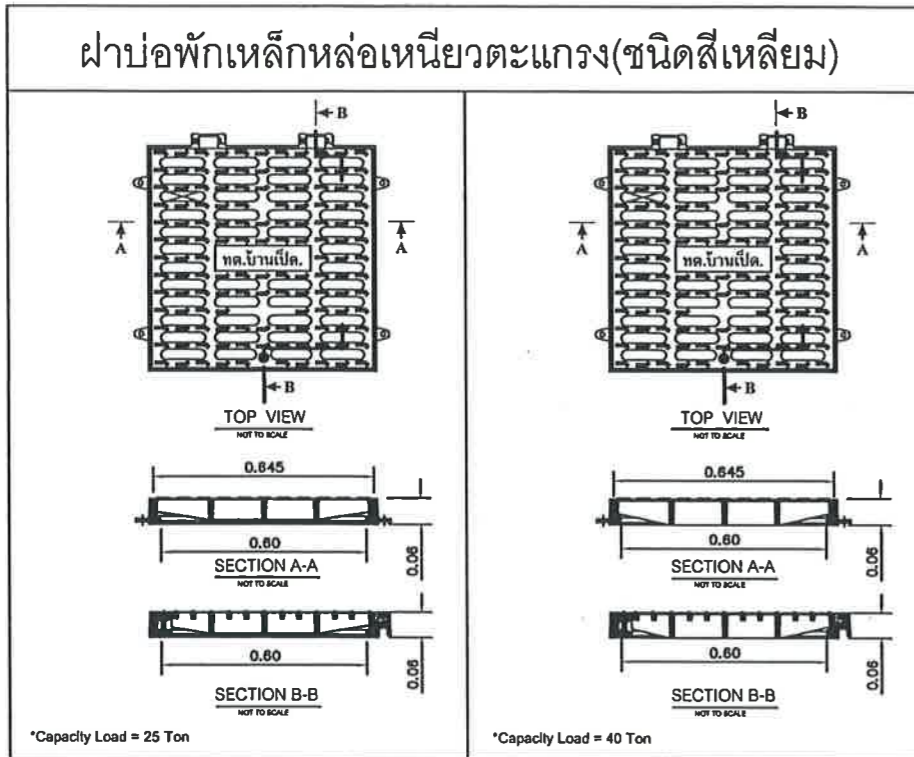 ฝาบ่อพักเหล็กหล่อเหนียวตะแกรง(ชนิดสี่เหลี่ยม)
B
A
A
ทต.บ้านเป็ด.
B
TOP VIEW
NOT TO SCALE
0.645
0.60
0.06
SECTION A-A
NOT TO SCALE
0.60
0.06
SECTION B-B
NOT TO SCALE
*Capacity Load = 25 Ton
B
A
A
ทต.บ้านเป็ด.
B
TOP VIEW
NOT TO SCALE
0.645
0.60
0.06
SECTION A-A
NOT TO SCALE
0.60
0.06
SECTION B-B
NOT TO SCALE
*Capacity Load = 40 Ton